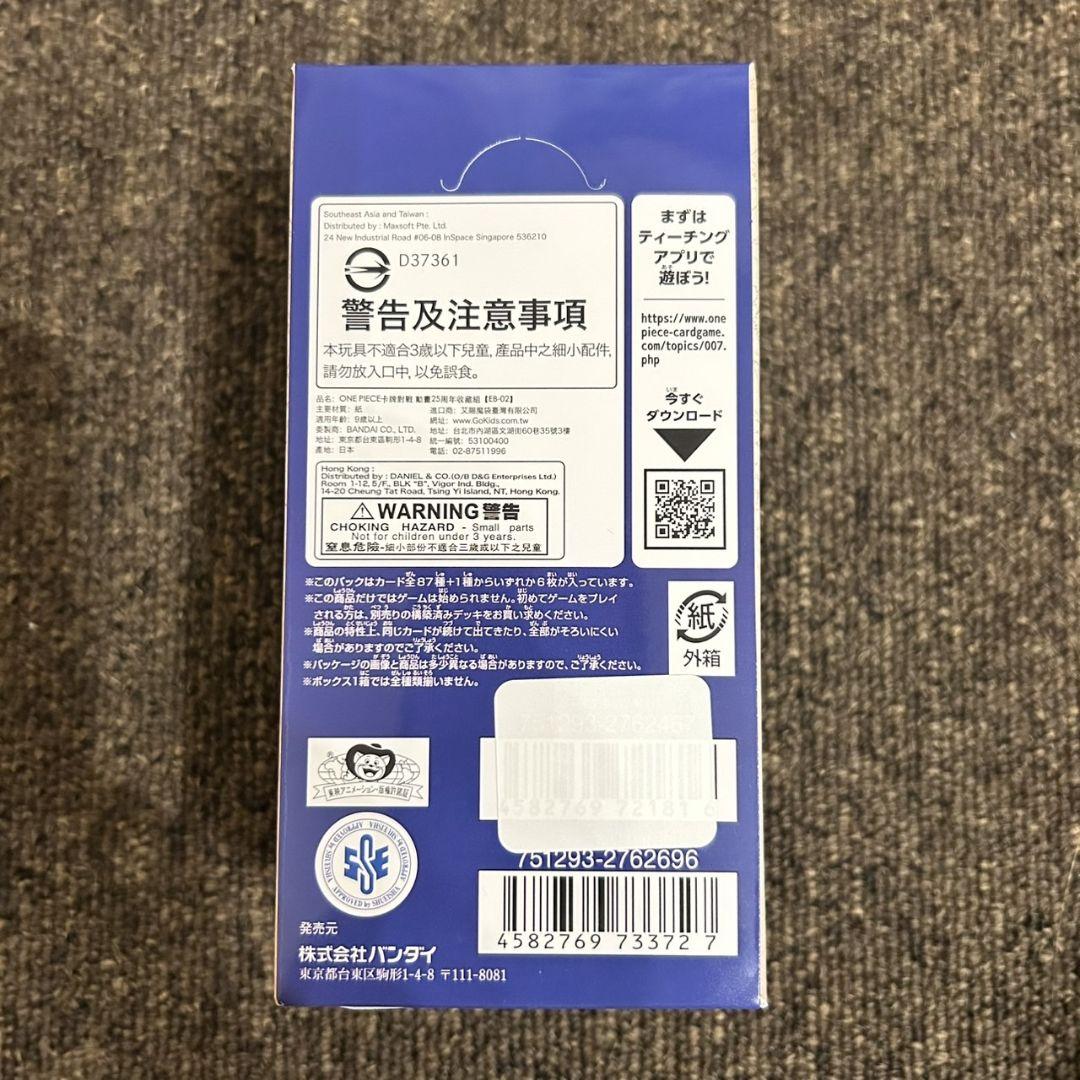 Southeast Asia and Taiwan :
Distributed by : Maxsoft Pte. Ltd.
24 New Industrial Road #06-08 InSpace Singapore 536210
D37361
警告及注意事項
本玩具不適合3歲以下兒童, 產品中之細小配件,
請勿放入口中, 以免誤食。
品名: ONE PIECE卡牌對戰 動畫25周年收藏組【EB-02】
主要材質: 紙
適用年齡: 9歲以上
委製商: BANDAI CO., LTD.
地址: 東京都台東區駒形1-4-8
產地: 日本
進口商: 艾賜魔袋臺灣有限公司
網址: www.GoKids.com.tw
地址: 台北市內湖區文湖街60巷35號3樓
統一編號: 53100400
電話: 02-87511996
Hong Kong :
Distributed by : DANIEL & CO.(O/B D&G Enterprises Ltd.)
Room 1-12, 5/F., BLK "B", Vigor Ind. Bldg.,
14-20 Cheung Tat Road, Tsing Yi Island, NT, Hong Kong.
⚠WARNING 警告
CHOKING HAZARD - Small parts
Not for children under 3 years.
窒息危險-細小部份不適合三歲或以下之兒童
まずは
ティーチング
アプリで
遊ぼう!
https://www.one
piece-cardgame.
com/topics/007.
php
今すぐ
ダウンロード
※このパックはカード全87種+1種からいずれか6枚が入っています。
※この商品だけではゲームは始められません。初めてゲームをプレイ
される方は、別売りの構築済みデッキをお買い求めください。
※商品の特性上、同じカードが続けて出てきたり、全部がそろいにくい
場合がありますのでご了承ください。
※パッケージの画像と商品は多少異なる場合がありますので、ご了承ください。
※ボックス1箱では全種類揃いません。
紙
外箱
751293-2762467
4582769 72181 6
751293-2762696
4582769 73372 7
東映アニメーション・版権許諾証
APPROVED by SHUEISHA
APPROVED by SHUEISHA
APPROVED by SHUEISHA
発売元
株式会社バンダイ
東京都台東区駒形1-4-8 〒111-8081